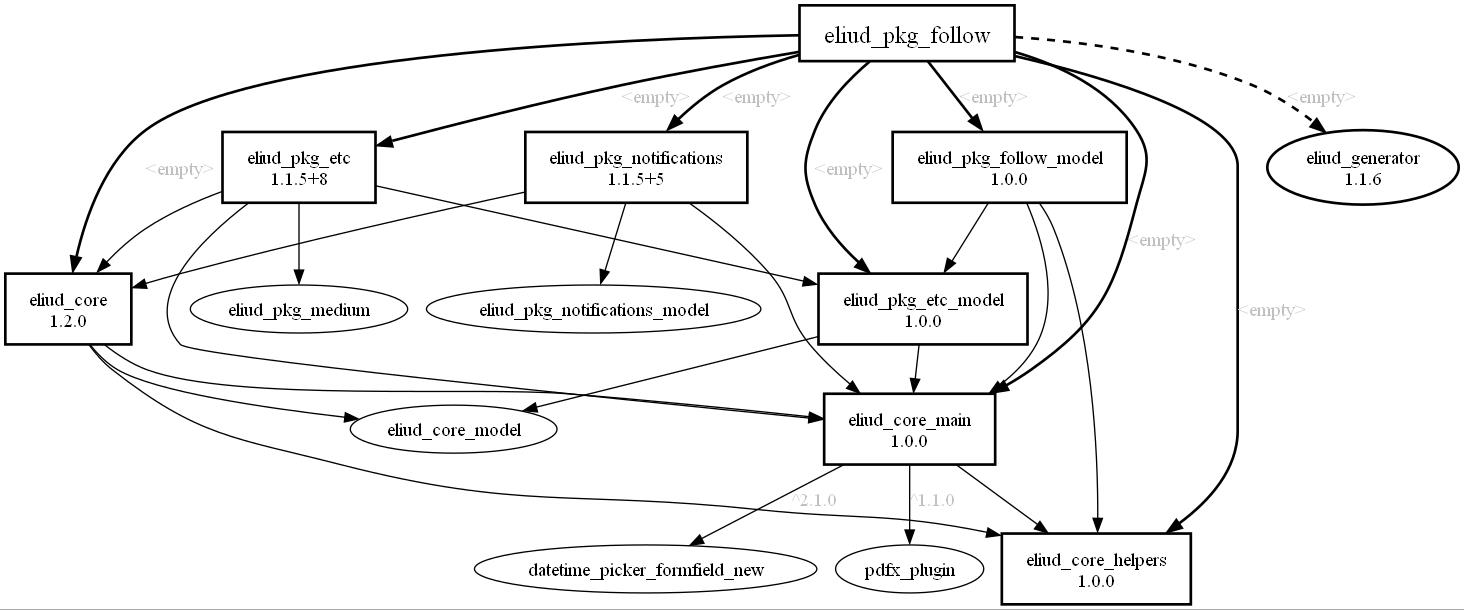 eliud_pkg_follow
<empty>
<empty>
<empty>
<empty>
eliud_pkg_etc
1.1.5+8
eliud_pkg_notifications
1.1.5+5
eliud_pkg_follow_model
1.0.0
eliud_generator
1.1.6
<empty>
<empty>
<empty>
eliud_core
1.2.0
eliud_pkg_medium
eliud_pkg_notifications_model
eliud_pkg_etc_model
1.0.0
<empty>
eliud_core_model
eliud_core_main
1.0.0
^2.1.0
^1.1.0
datetime_picker_formfield_new
pdfx_plugin
eliud_core_helpers
1.0.0